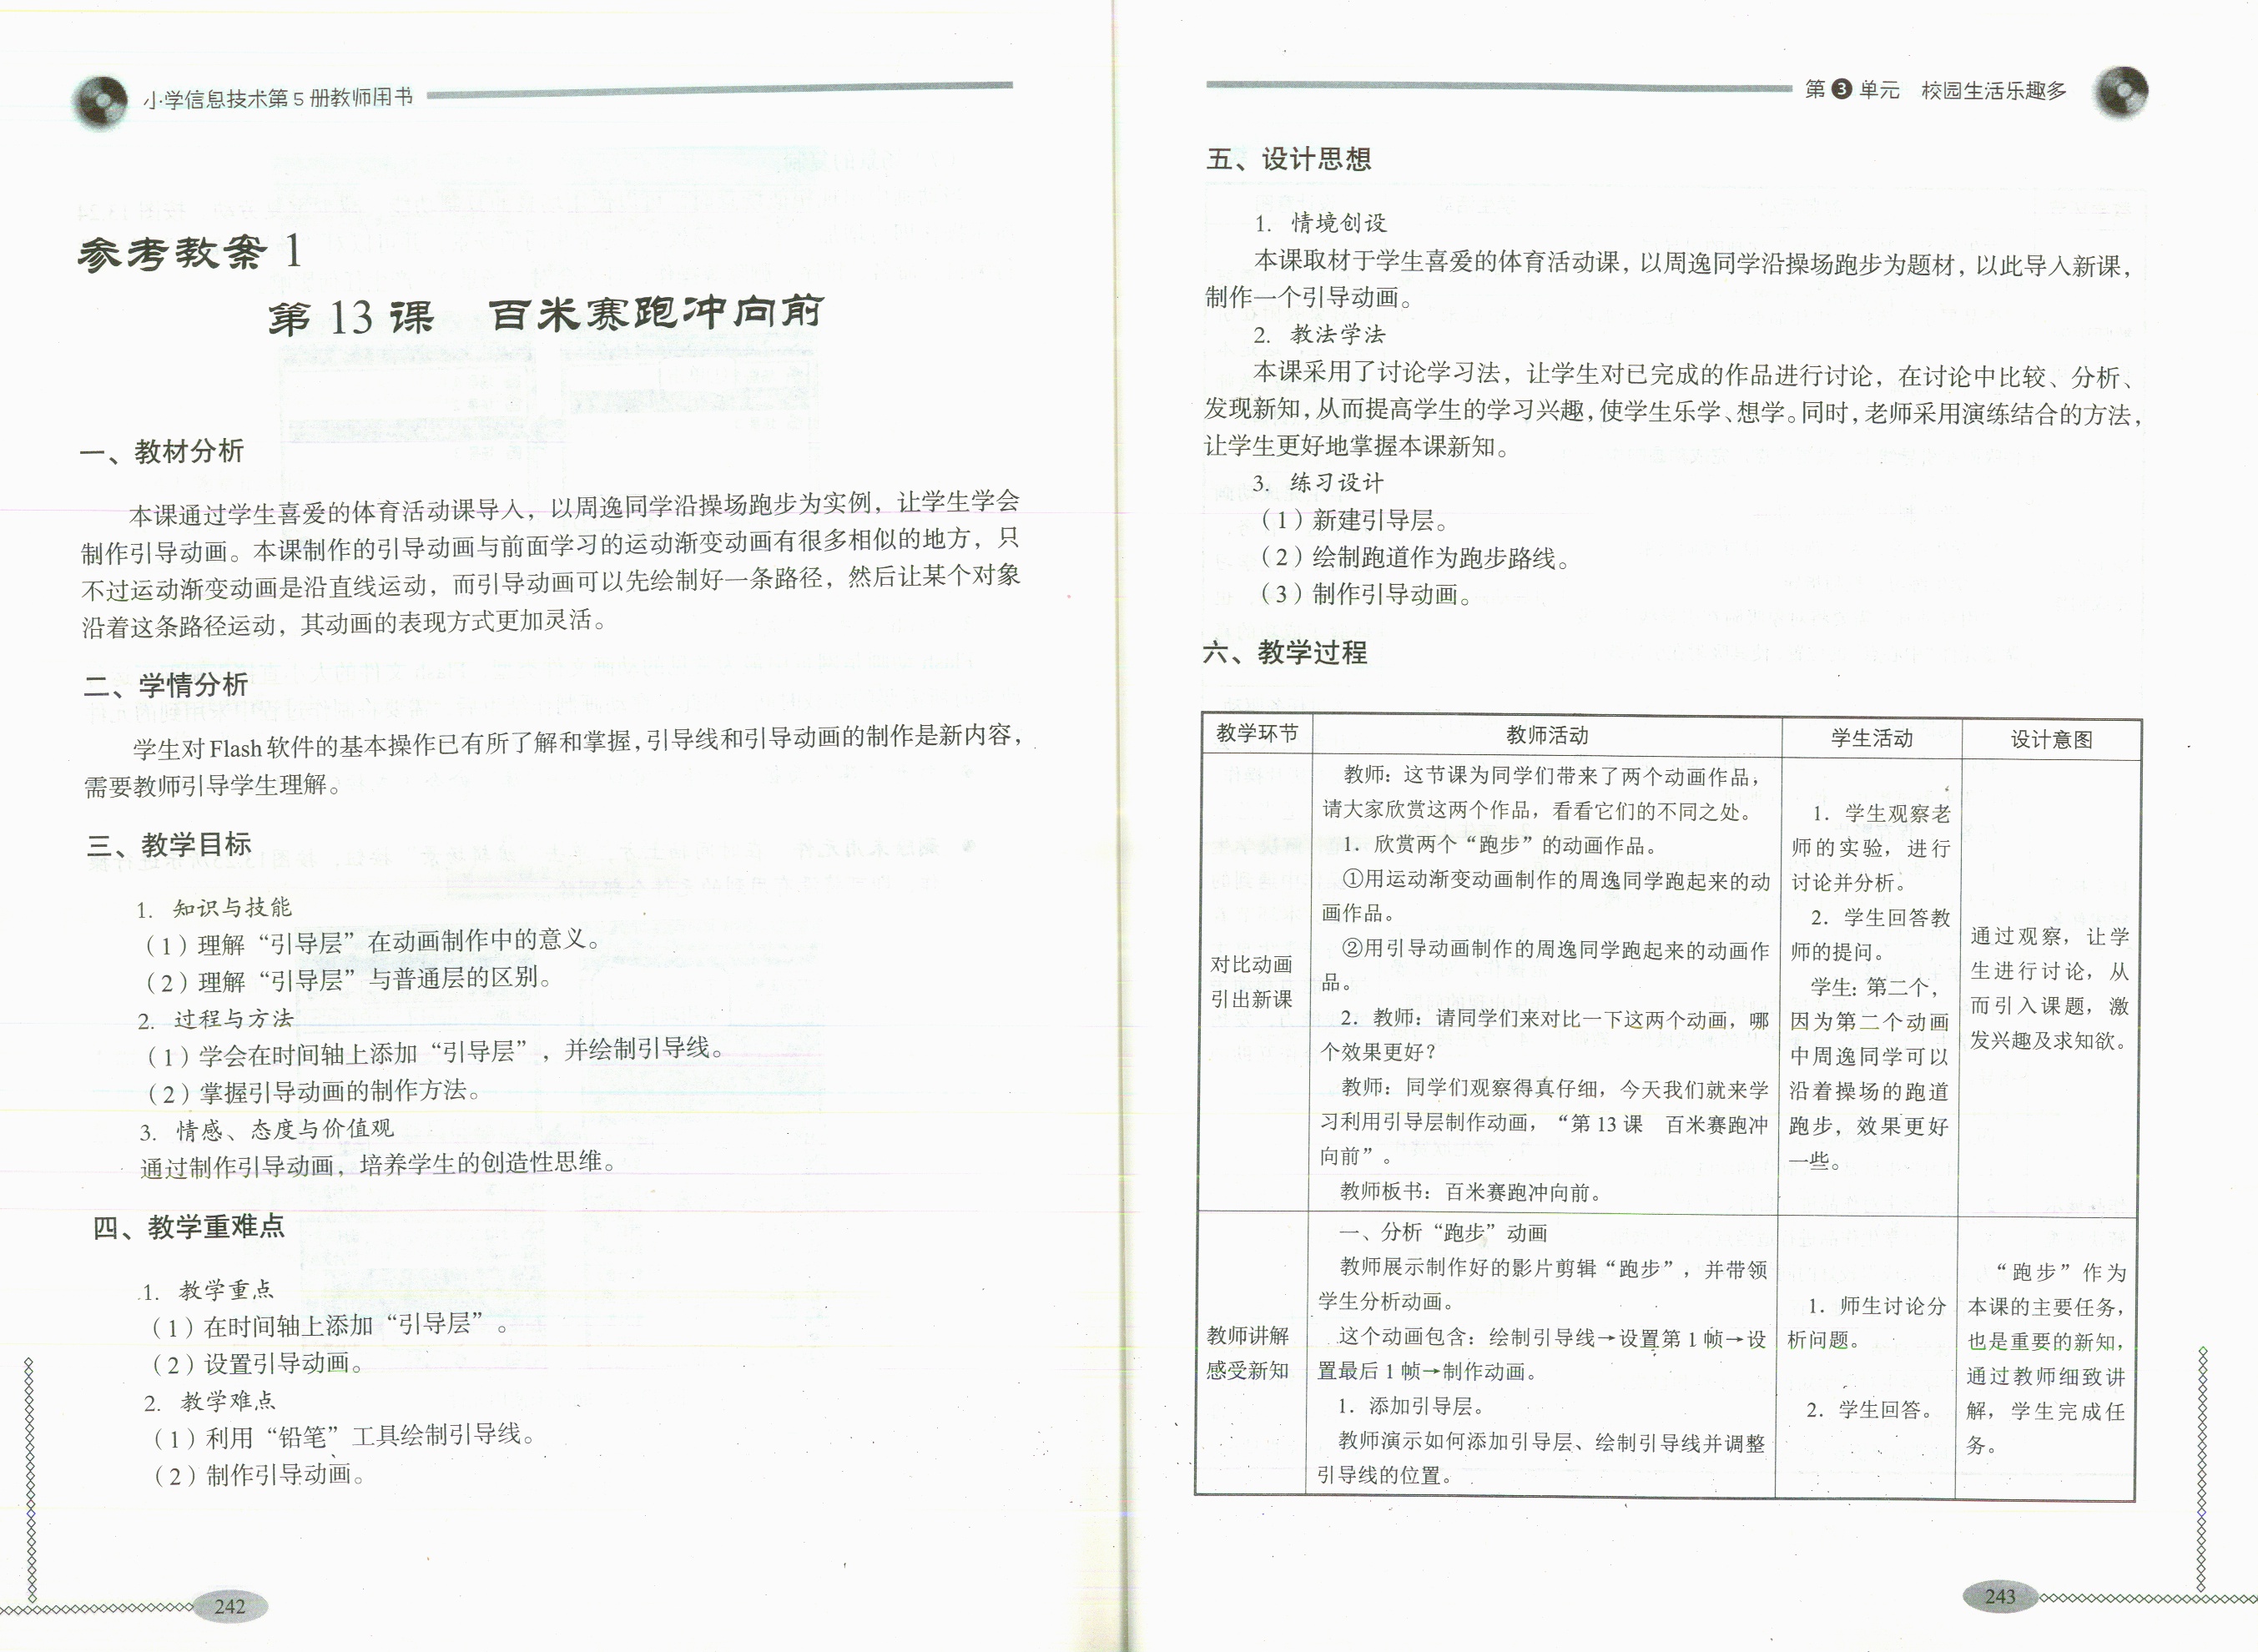 小学信息技术第5册教师用书
参考教案 1
第 13 课　百米赛跑冲向前
一、教材分析
本课通过学生喜爱的体育活动课导入，以周逸同学沿操场跑步为实例，让学生学会
制作引导动画。本课制作的引导动画与前面学习的运动渐变动画有很多相似的地方，只
不过运动渐变动画是沿直线运动，而引导动画可以先绘制好一条路径，然后让某个对象
沿着这条路径运动，其动画的表现方式更加灵活。
二、学情分析
学生对Flash软件的基本操作已有所了解和掌握，引导线和引导动画的制作是新内容，
需要教师引导学生理解。
三、教学目标
1. 知识与技能
（1）理解“引导层”在动画制作中的意义。
（2）理解“引导层”与普通层的区别。
2. 过程与方法
（1）学会在时间轴上添加“引导层”，并绘制引导线。
（2）掌握引导动画的制作方法。
3. 情感、态度与价值观
通过制作引导动画，培养学生的创造性思维。
四、教学重难点
1. 教学重点
（1）在时间轴上添加“引导层”。
（2）设置引导动画。
2. 教学难点
（1）利用“铅笔”工具绘制引导线。
（2）制作引导动画。
242
第3单元　校园生活乐趣多
五、设计思想
1. 情境创设
本课取材于学生喜爱的体育活动课，以周逸同学沿操场跑步为题材，以此导入新课，
制作一个引导动画。
2. 教法学法
本课采用了讨论学习法，让学生对已完成的作品进行讨论，在讨论中比较、分析、
发现新知，从而提高学生的学习兴趣，使学生乐学、想学。同时，老师采用演练结合的方法，
让学生更好地掌握本课新知。
3. 练习设计
（1）新建引导层。
（2）绘制跑道作为跑步路线。
（3）制作引导动画。
六、教学过程
教学环节　教师活动　学生活动　设计意图
对比动画
引出新课
教师：这节课为同学们带来了两个动画作品，
请大家欣赏这两个作品，看看它们的不同之处。
1. 欣赏两个“跑步”的动画作品。
①用运动渐变动画制作的周逸同学跑起来的动
画作品。
②用引导动画制作的周逸同学跑起来的动画作
品。
2. 教师：请同学们来对比一下这两个动画，哪
个效果更好？
教师：同学们观察得真仔细，今天我们就来学
习利用引导层制作动画，“第 13 课　百米赛跑冲
向前”。
教师板书：百米赛跑冲向前。
1. 学生观察老
师的实验，进行
讨论并分析。
2. 学生回答教
师的提问。
学生：第二个，
因为第二个动画
中周逸同学可以
沿着操场的跑道
跑步，效果更好
一些。
通过观察，让学
生进行讨论，从
而引入课题，激
发兴趣及求知欲。
教师讲解
感受新知
一、分析“跑步”动画
教师展示制作好的影片剪辑“跑步”，并带领
学生分析动画。
这个动画包含：绘制引导线→设置第 1 帧→设
置最后 1 帧→制作动画。
1. 添加引导层。
教师演示如何添加引导层、绘制引导线并调整
引导线的位置。
1. 师生讨论分
析问题。
2. 学生回答。
“跑步”作为
本课的主要任务，
也是重要的新知，
通过教师细致讲
解，学生完成任
务。
243